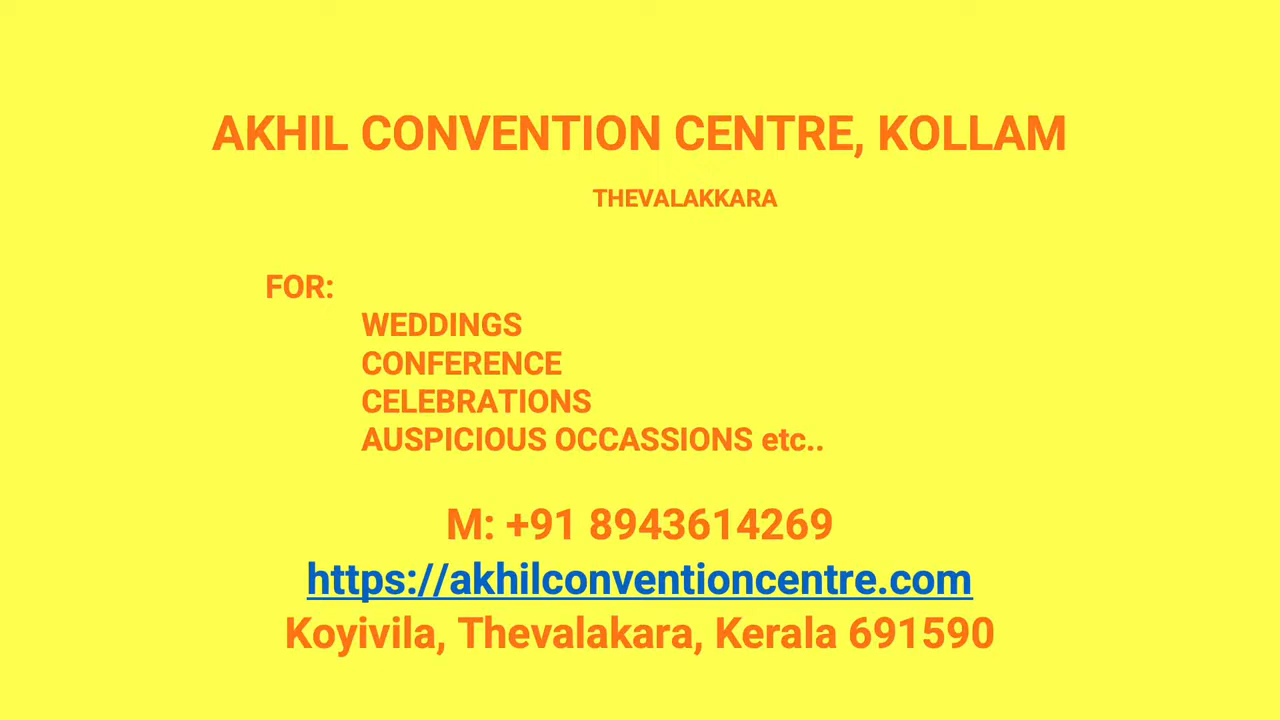 AKHIL CONVENTION CENTRE, KOLLAM
THEVALAKKARA
FOR:
WEDDINGS
CONFERENCE
CELEBRATIONS
AUSPICIOUS OCCASSIONS etc..
M: +91 8943614269
https://akhilconventioncentre.com
Koyivila, Thevalakara, Kerala 691590